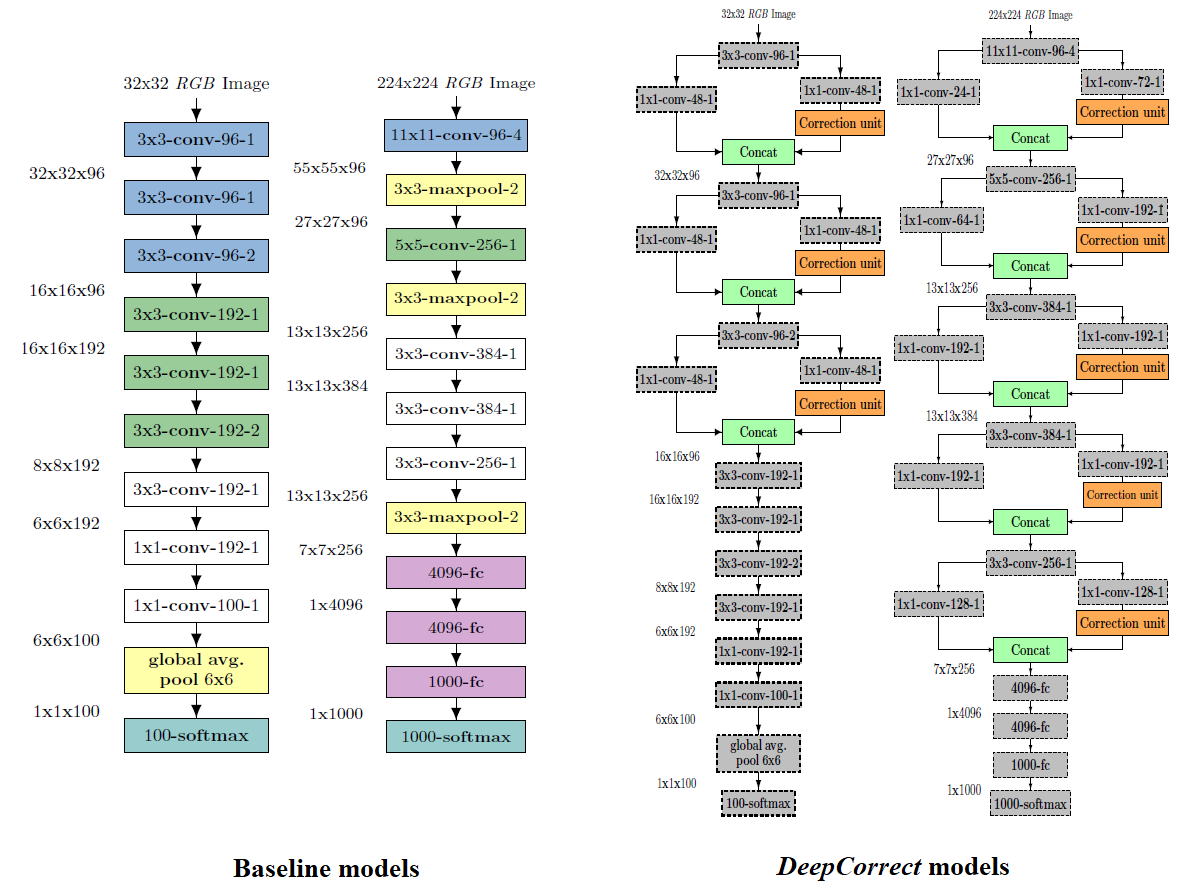 32x32 RGB Image
3x3-conv-96-1
32x32x96
3x3-conv-96-1
3x3-conv-96-2
16x16x96
3x3-conv-192-1
16x16x192
3x3-conv-192-1
3x3-conv-192-2
8x8x192
3x3-conv-192-1
6x6x192
1x1-conv-192-1
1x1-conv-100-1
6x6x100
global avg.
pool 6x6
1x1x100
100-softmax
224x224 RGB Image
11x11-conv-96-4
55x55x96
3x3-maxpool-2
27x27x96
5x5-conv-256-1
3x3-maxpool-2
13x13x256
3x3-conv-384-1
13x13x384
3x3-conv-384-1
3x3-conv-256-1
13x13x256
3x3-maxpool-2
7x7x256
4096-fc
1x4096
4096-fc
1000-fc
1x1000
1000-softmax
Baseline models
32x32 RGB Image
3x3-conv-96-1
1x1-conv-48-1
1x1-conv-48-1
Correction unit
Concat
32x32x96
3x3-conv-96-1
1x1-conv-48-1
1x1-conv-48-1
Correction unit
Concat
3x3-conv-96-2
1x1-conv-48-1
1x1-conv-48-1
Correction unit
Concat
16x16x96
3x3-conv-192-1
16x16x192
3x3-conv-192-1
3x3-conv-192-2
8x8x192
3x3-conv-192-1
6x6x192
1x1-conv-192-1
1x1-conv-100-1
6x6x100
global avg.
pool 6x6
1x1x100
100-softmax
224x224 RGB Image
11x11-conv-96-4
1x1-conv-24-1
1x1-conv-72-1
Correction unit
Concat
27x27x96
5x5-conv-256-1
1x1-conv-64-1
1x1-conv-192-1
Correction unit
Concat
13x13x256
3x3-conv-384-1
1x1-conv-192-1
1x1-conv-192-1
Correction unit
Concat
13x13x384
3x3-conv-384-1
1x1-conv-192-1
1x1-conv-192-1
Correction unit
Concat
3x3-conv-256-1
1x1-conv-128-1
1x1-conv-128-1
Correction unit
Concat
7x7x256
4096-fc
1x4096
4096-fc
1000-fc
1x1000
1000-softmax
DeepCorrect models